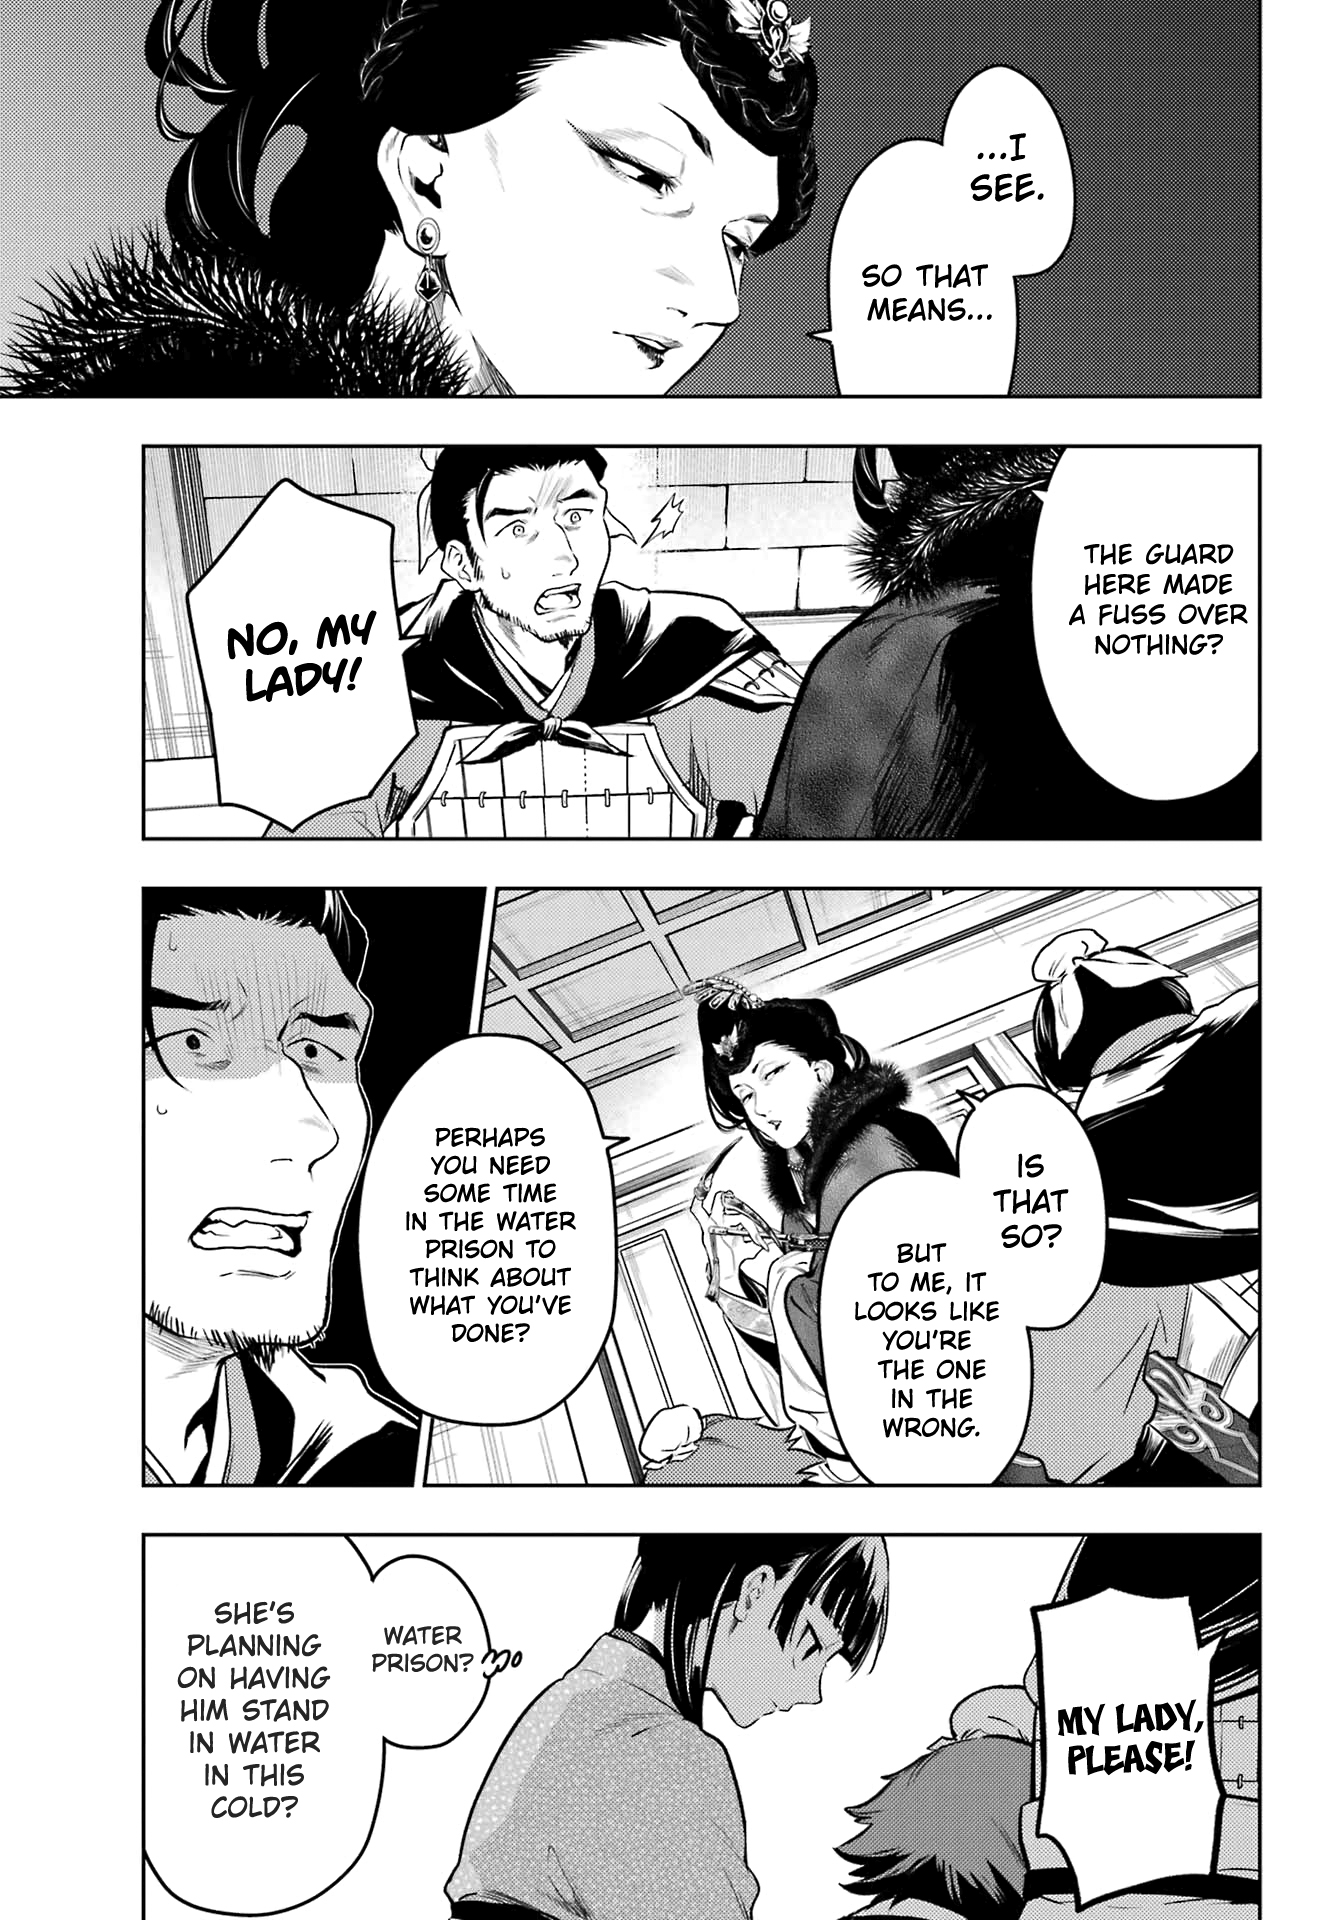 ...I
SEE.
SO THAT
MEANS...
THE GUARD
HERE MADE
A FUSS OVER
NOTHING?
NO, MY
LADY!
IS
THAT
SO?
BUT
TO ME, IT
LOOKS LIKE
YOU'RE
THE ONE
IN THE
WRONG.
PERHAPS
YOU NEED
SOME TIME
IN THE WATER
PRISON TO
THINK ABOUT
WHAT YOU'VE
DONE?
MY LADY,
PLEASE!
WATER
PRISON?
SHE'S
PLANNING
ON HAVING
HIM STAND
IN WATER
IN THIS
COLD?